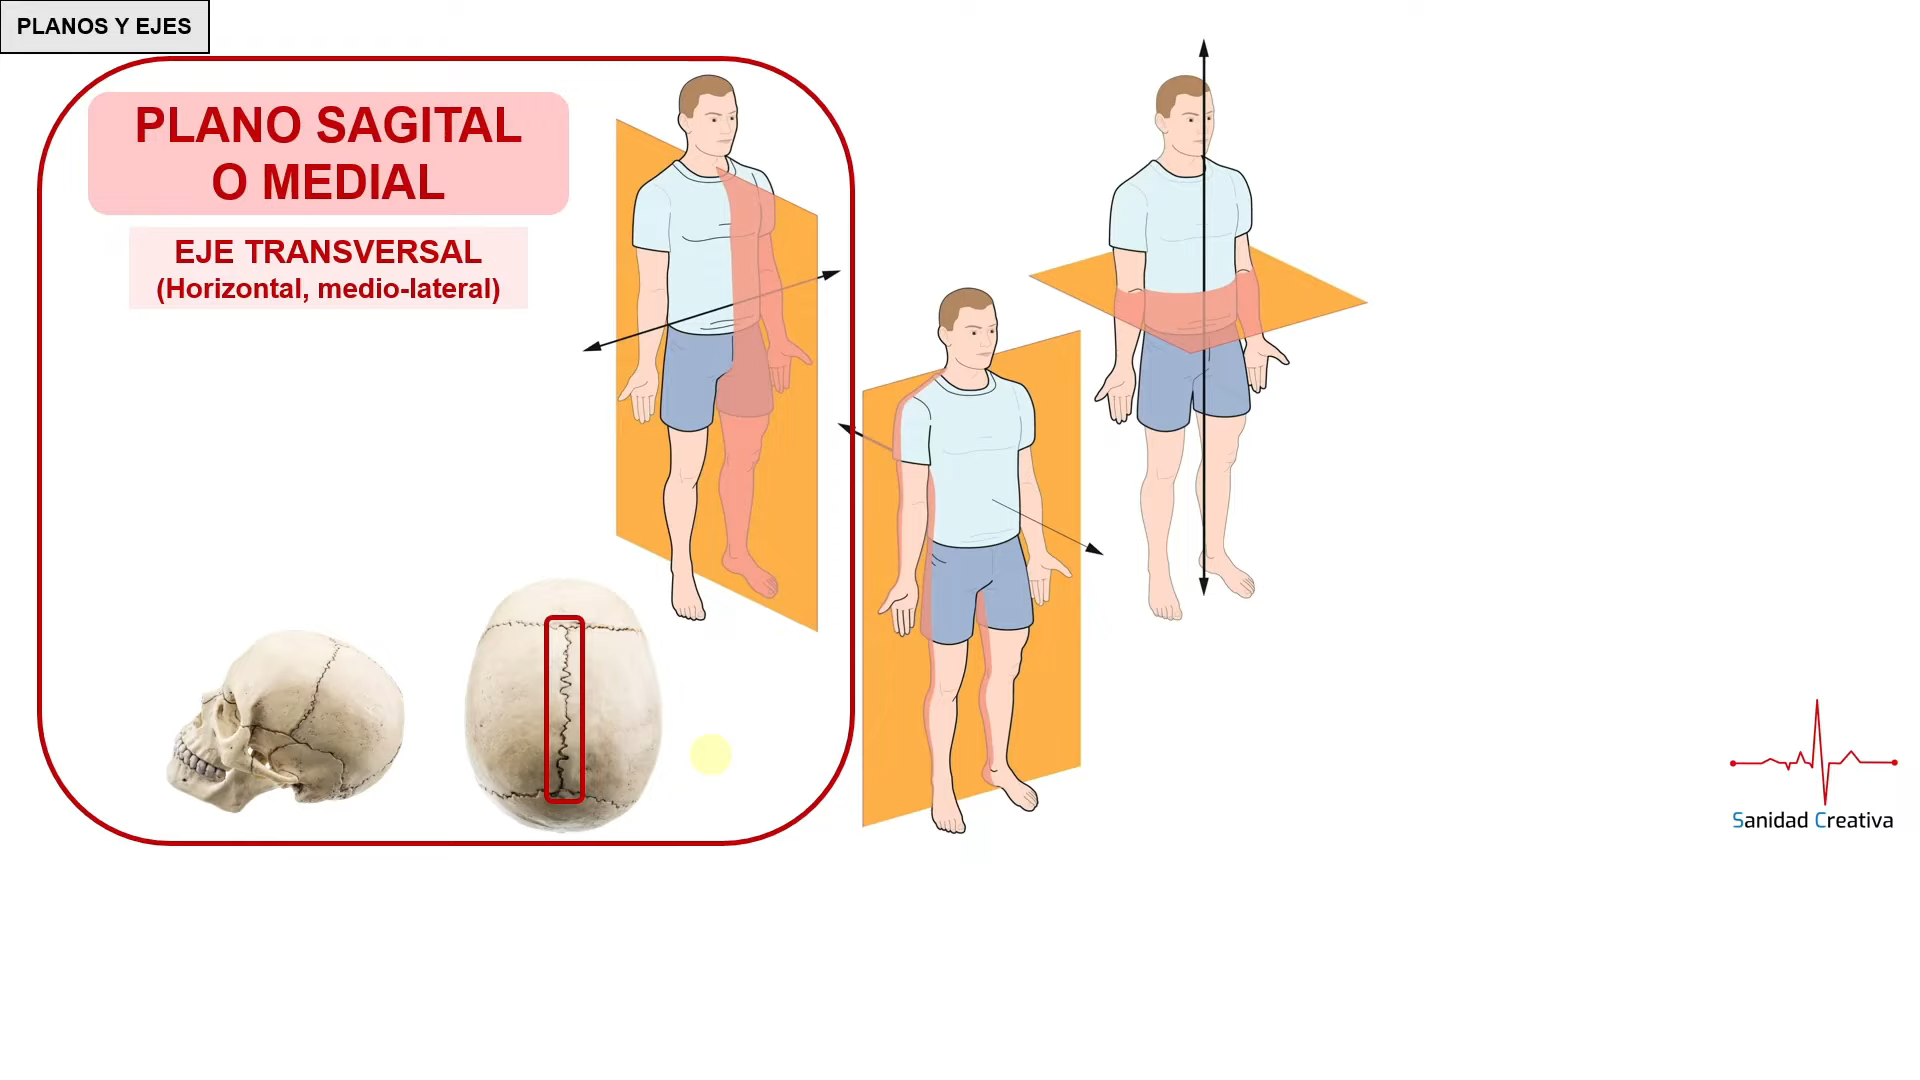 PLANOS Y EJES
PLANO SAGITAL
O MEDIAL
EJE TRANSVERSAL
(Horizontal, medio-lateral)
Sanidad Creativa